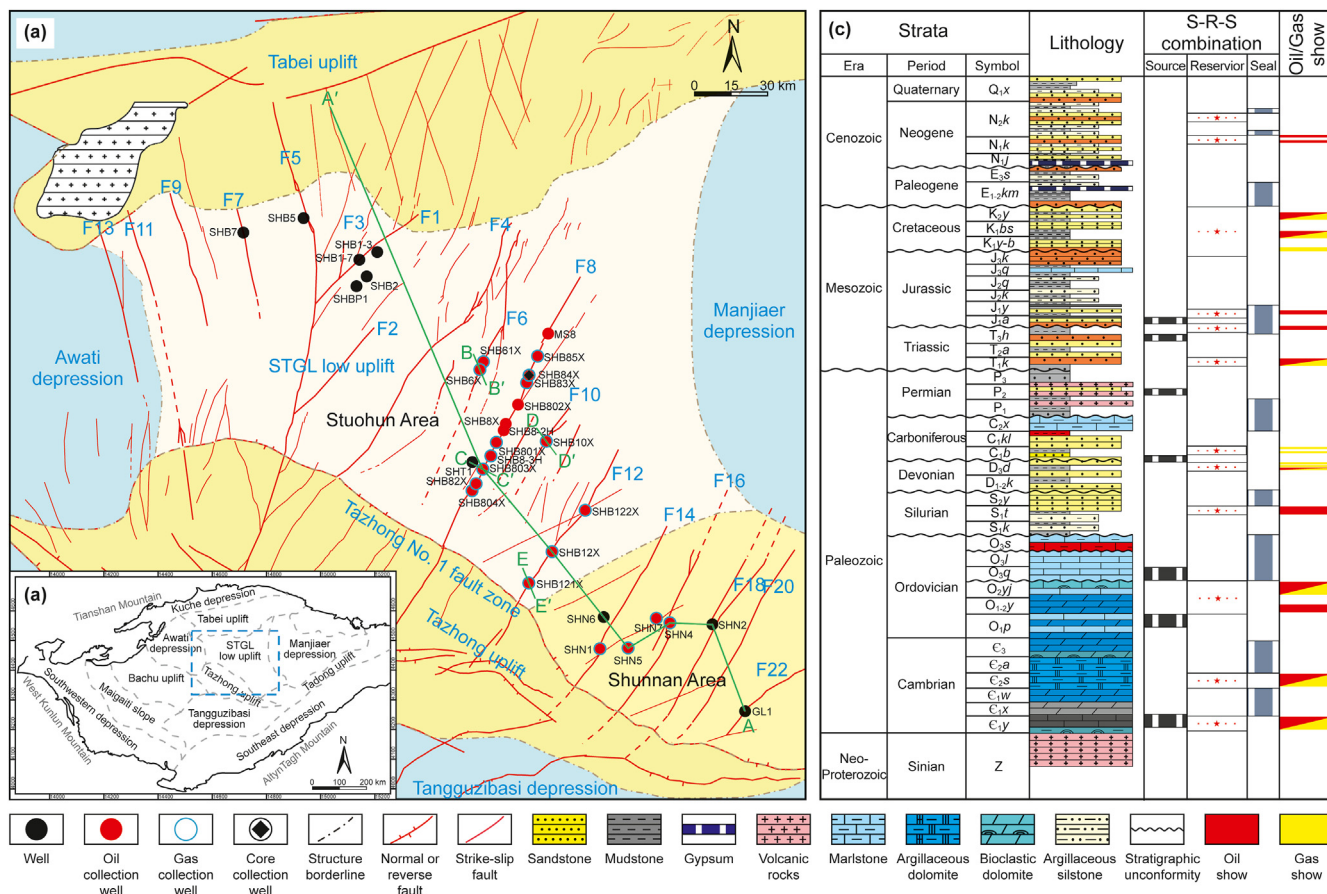 (a)
Tabei uplift
N
0 15 30 km
A′
F5
F9
F7
F13
F11
F3
F1
F4
SHB5
SHB7
SHB1-3
SHB1-7
SHB2
SHBP1
F8
F2
F6
Manjiaer
depression
Awati
depression
STGL low uplift
MS8
SHB61X
B
SHB85X
SHB6X
B′
SHB84X
SHB83X
F10
SHB802X
Stuohun Area
SHB8X
D
SHB8-2H
SHB10X
SHB801X
D′
C
SHB8-3H
SHT1
SHB803X
C′
SHB82X
SHB804X
F12
F16
SHB122X
F14
Tazhong No. 1 fault zone
SHB12X
E
SHB121X
E′
F18
F20
SHN6
SHN7
SHN4
SHN2
SHN1
SHN5
Tazhong uplift
Shunnan Area
F22
GL1
A
Tangguzibasi depression
(a)
14000 14200 14400 14600 14800 15000 15200
Tianshan Mountain
Kuche depression
Tabei uplift
Awati
depression
STGL
low uplift
Manjiaer
depression
Bachu uplift
Tazhong uplift
Tadong uplift
Maigaiti slope
Southwestern depression
Tangguzibasi
depression
Southeast depression
West Kunlun Mountain
AltynTagh Mountain
N
0 100 200 km
(c)
Strata
Lithology
S-R-S
combination
Oil/Gas
show
Era
Period
Symbol
Source
Reservior
Seal
Cenozoic
Quaternary
Q₁x
Neogene
N₂k
N₁k
N₁j
Paleogene
E₃s
E₁₋₂km
Mesozoic
Cretaceous
K₂y
K₁bs
K₁y-b
Jurassic
J₃k
J₃q
J₂q
J₂k
J₁y
J₁a
Triassic
T₃h
T₂a
T₁k
Paleozoic
Permian
P₃
P₂
P₁
Carboniferous
C₂x
C₁kl
C₁b
Devonian
D₃d
D₁₋₂k
Silurian
S₂y
S₁t
S₁k
Ordovician
O₃s
O₃l
O₃q
O₂yj
O₁₋₂y
O₁p
Cambrian
Є₃
Є₂a
Є₂s
Є₁w
Є₁x
Є₁y
Neo-
Proterozoic
Sinian
Z
Well
Oil
collection
well
Gas
collection
well
Core
collection
well
Structure
borderline
Normal or
reverse
fault
Strike-slip
fault
Sandstone
Mudstone
Gypsum
Volcanic
rocks
Marlstone
Argillaceous
dolomite
Bioclastic
dolomite
Argillaceous
silstone
Stratigraphic
unconformity
Oil
show
Gas
show